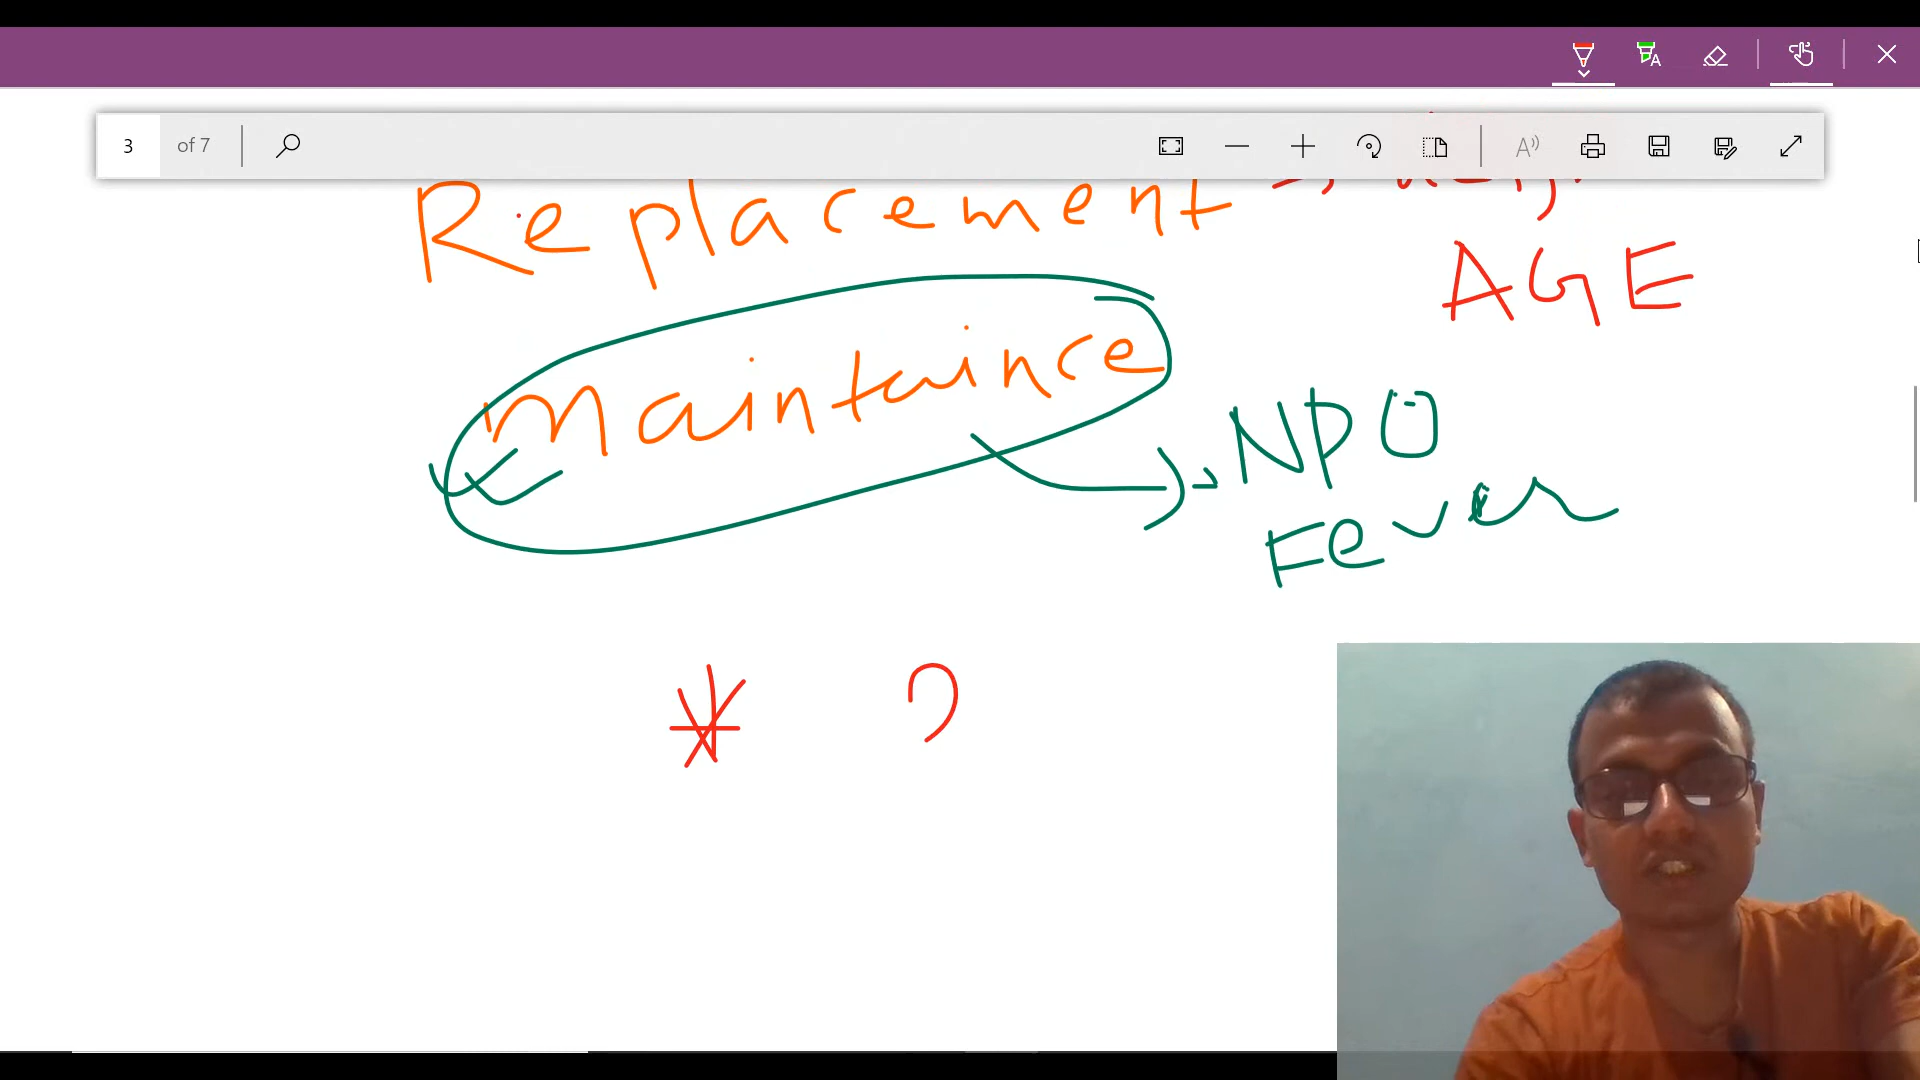 3 of 7
Replacement
AGE
Maintaince
NPO
Fever
* ?